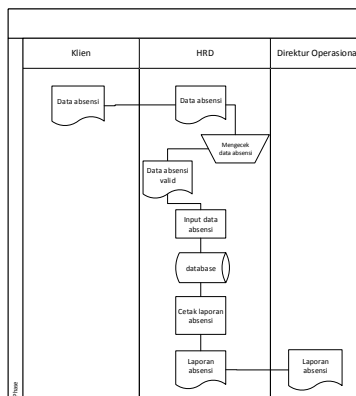 Klien
HRD
Direktur Operasional
Data absensi
Data absensi
Mengecek
data absensi
Data absensi
valid
Input data
absensi
database
Cetak laporan
absensi
Laporan
absensi
Laporan
absensi
Phase